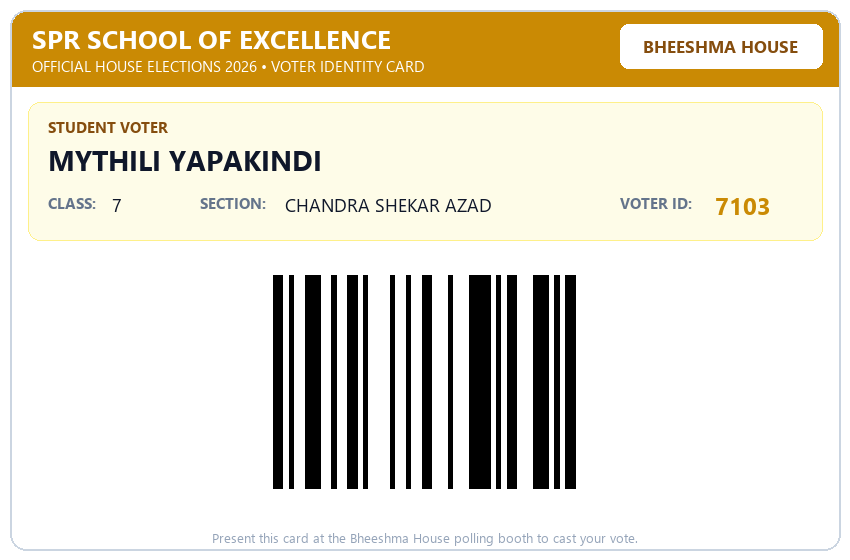 SPR SCHOOL OF EXCELLENCE
OFFICIAL HOUSE ELECTIONS 2026 • VOTER IDENTITY CARD
BHEESHMA HOUSE
STUDENT VOTER
MYTHILI YAPAKINDI
CLASS: 7 SECTION: CHANDRA SHEKAR AZAD VOTER ID: 7103
Present this card at the Bheeshma House polling booth to cast your vote.